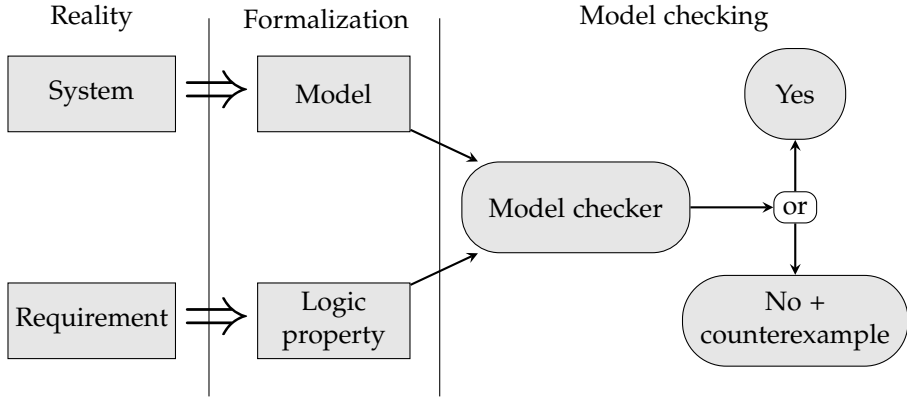 Reality
Formalization
Model checking
System
Model
Yes
Model checker
or
Requirement
Logic
property
No +
counterexample